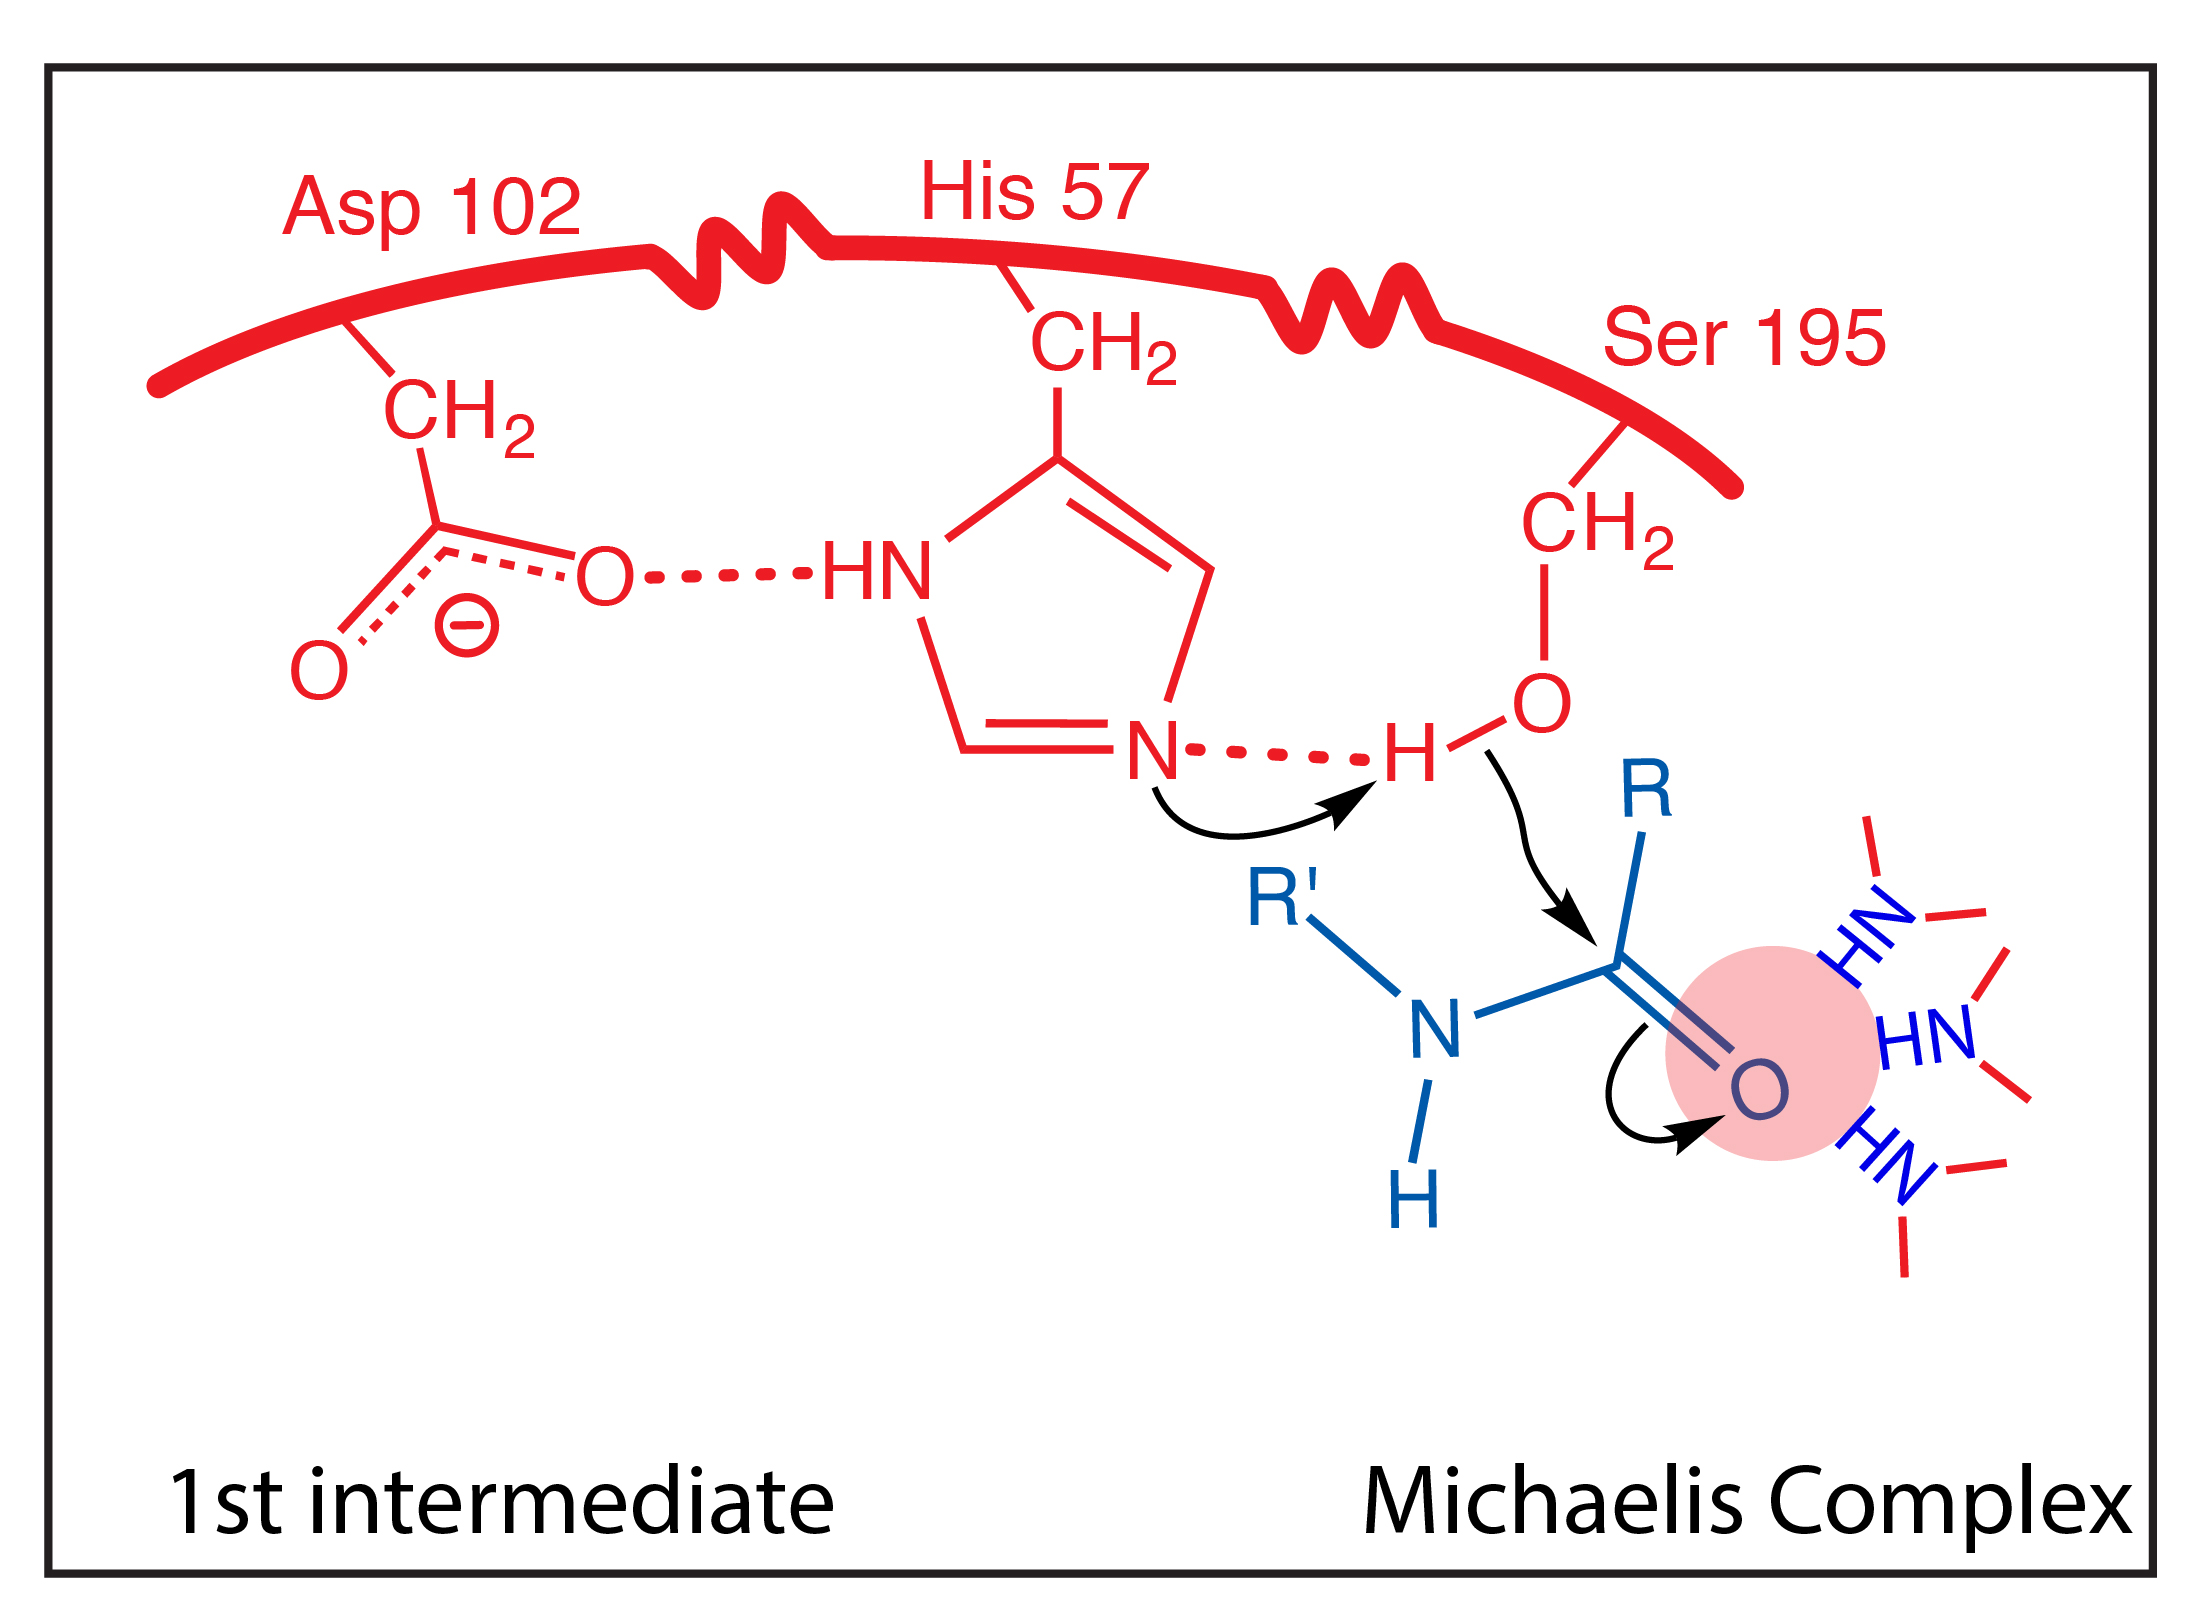 Asp 102
His 57
Ser 195
CH2
CH2
CH2
O
O
⊖
HN
N
H
O
R
R'
N
H
O
HN
HN
HN
1st intermediate
Michaelis Complex